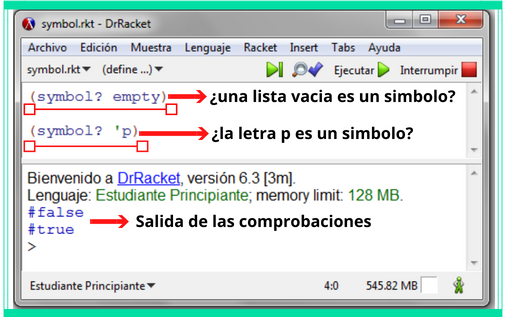 symbol.rkt - DrRacket
Archivo Edición Muestra Lenguaje Racket Insert Tabs Ayuda
symbol.rkt▾ (define ...)▾ Ejecutar Interrumpir
(symbol? empty) ¿una lista vacia es un simbolo?
(symbol? 'p) ¿la letra p es un simbolo?
Bienvenido a DrRacket, versión 6.3 [3m].
Lenguaje: Estudiante Principiante; memory limit: 128 MB.
#false
#true
Salida de las comprobaciones
>
Estudiante Principiante▾ 4:0 545.82 MB